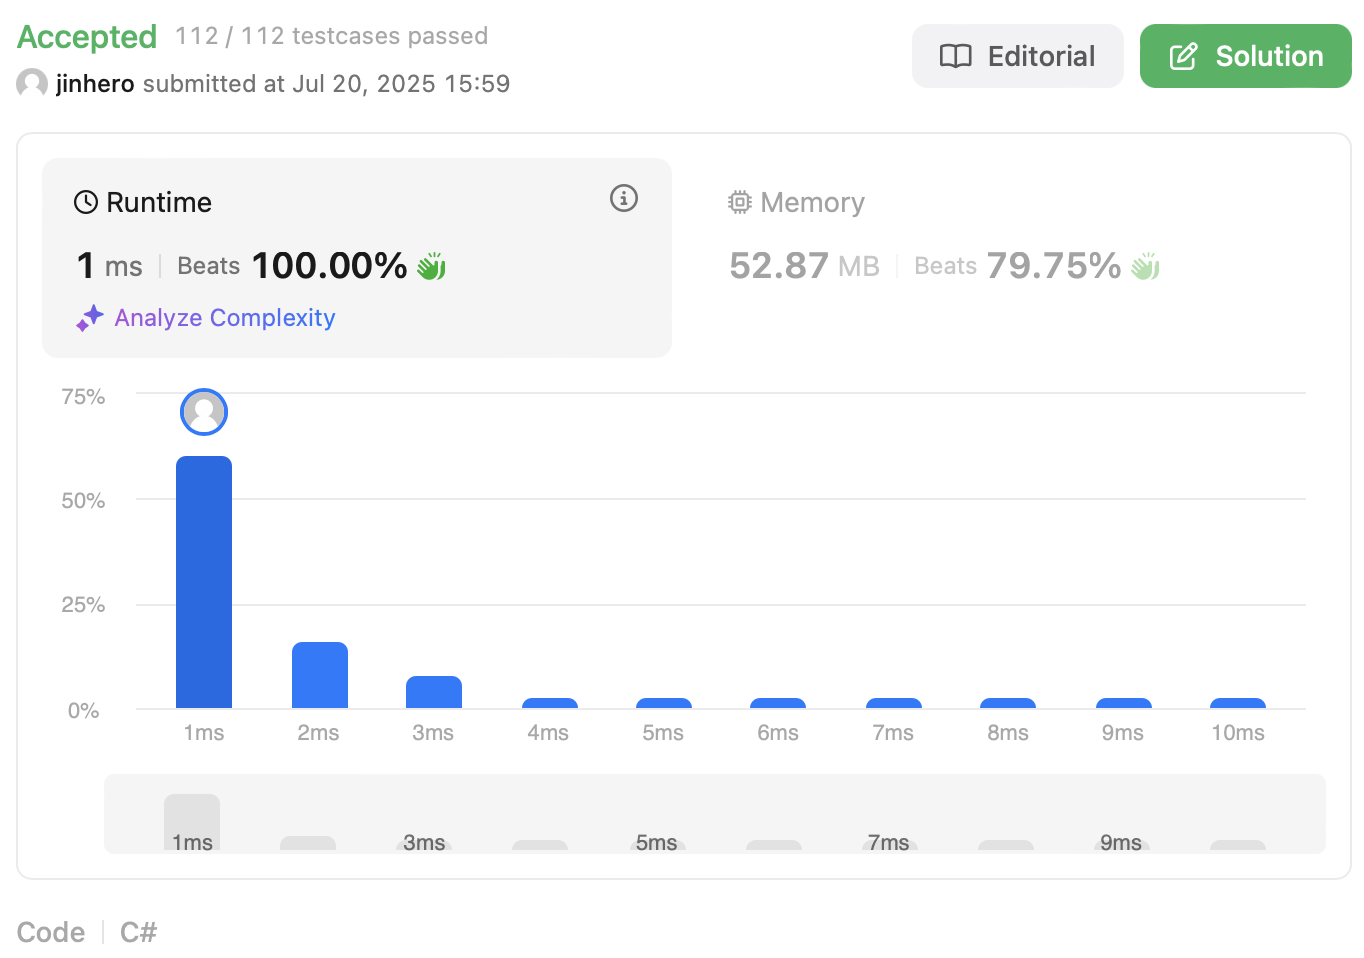 Accepted 112 / 112 testcases passed
jinhero submitted at Jul 20, 2025 15:59
Editorial
Solution
Runtime
1 ms Beats 100.00%
Analyze Complexity
Memory
52.87 MB Beats 79.75%
75%
50%
25%
0%
1ms 2ms 3ms 4ms 5ms 6ms 7ms 8ms 9ms 10ms
1ms 3ms 5ms 7ms 9ms
Code C#